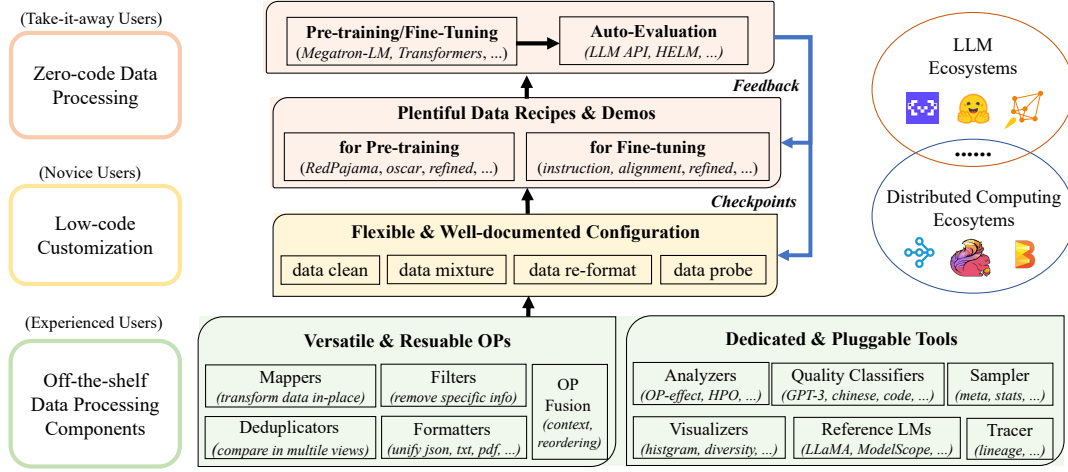 (Take-it-away Users)
Zero-code Data
Processing
(Novice Users)
Low-code
Customization
(Experienced Users)
Off-the-shelf
Data Processing
Components
Pre-training/Fine-Tuning
(Megatron-LM, Transformers, ...)
Auto-Evaluation
(LLM API, HELM, ...)
Feedback
Plentiful Data Recipes & Demos
for Pre-training
(RedPajama, oscar, refined, ...)
for Fine-tuning
(instruction, alignment, refined, ...)
Checkpoints
Flexible & Well-documented Configuration
data clean
data mixture
data re-format
data probe
Versatile & Resuable OPs
Mappers
(transform data in-place)
Filters
(remove specific info)
Deduplicators
(compare in multile views)
Formatters
(unify json, txt, pdf, ...)
OP
Fusion
(context,
reordering)
Dedicated & Pluggable Tools
Analyzers
(OP-effect, HPO, ...)
Quality Classifiers
(GPT-3, chinese, code, ...)
Sampler
(meta, stats, ...)
Visualizers
(histgram, diversity, ...)
Reference LMs
(LLaMA, ModelScope, ...)
Tracer
(lineage, ...)
LLM
Ecosystems
......
Distributed Computing
Ecosytems